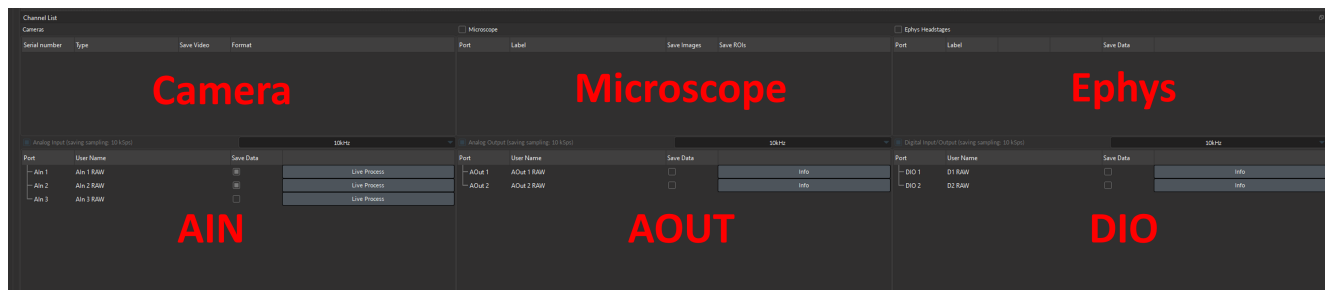 Channel List
Cameras
Microscope
Ephys Headstages
Serial number Type Save Video Format
Port Label Save Images Save ROIs
Port Label Save Data
Camera
Microscope
Ephys
Analog Input (saving sampling: 10 kSps) 10kHz
Analog Output (saving sampling: 10 kSps) 10kHz
Digital Input/Output (saving sampling: 10 kSps) 10kHz
Port User Name Save Data
AIn 1 AIn 1 RAW Live Process
AIn 2 AIn 2 RAW Live Process
AIn 3 AIn 3 RAW Live Process
AIN
Port User Name Save Data
AOut 1 AOut 1 RAW Info
AOut 2 AOut 2 RAW Info
AOUT
Port User Name Save Data
DIO 1 D1 RAW Info
DIO 2 D2 RAW Info
DIO